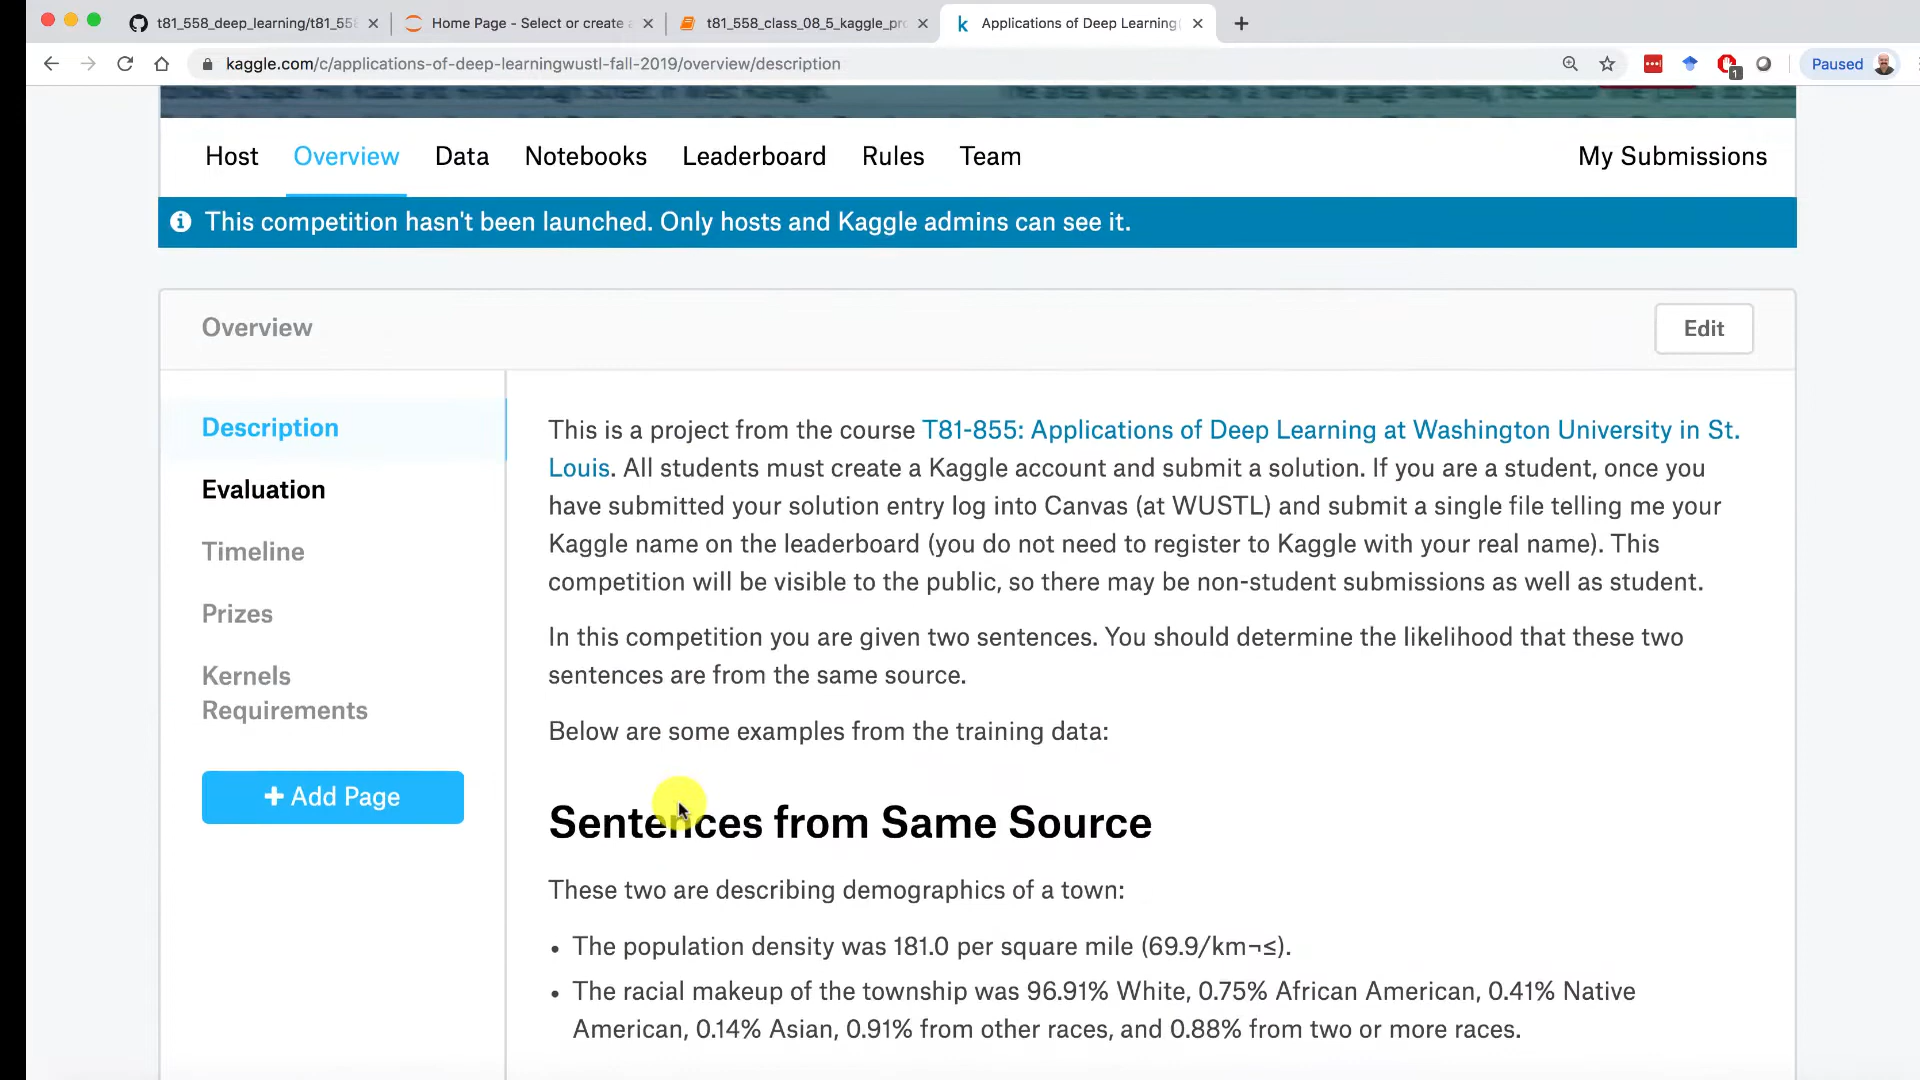 t81_558_deep_learning/t81_558
Home Page - Select or create a
t81_558_class_08_5_kaggle_pro
Applications of Deep Learning(
kaggle.com/c/applications-of-deep-learningwustl-fall-2019/overview/description
1
Paused
Host Overview Data Notebooks Leaderboard Rules Team My Submissions
This competition hasn't been launched. Only hosts and Kaggle admins can see it.
Overview
Edit
Description
Evaluation
Timeline
Prizes
Kernels
Requirements
+ Add Page
This is a project from the course T81-855: Applications of Deep Learning at Washington University in St.
Louis. All students must create a Kaggle account and submit a solution. If you are a student, once you
have submitted your solution entry log into Canvas (at WUSTL) and submit a single file telling me your
Kaggle name on the leaderboard (you do not need to register to Kaggle with your real name). This
competition will be visible to the public, so there may be non-student submissions as well as student.
In this competition you are given two sentences. You should determine the likelihood that these two
sentences are from the same source.
Below are some examples from the training data:
Sentences from Same Source
These two are describing demographics of a town:
• The population density was 181.0 per square mile (69.9/km¬≤).
• The racial makeup of the township was 96.91% White, 0.75% African American, 0.41% Native
American, 0.14% Asian, 0.91% from other races, and 0.88% from two or more races.